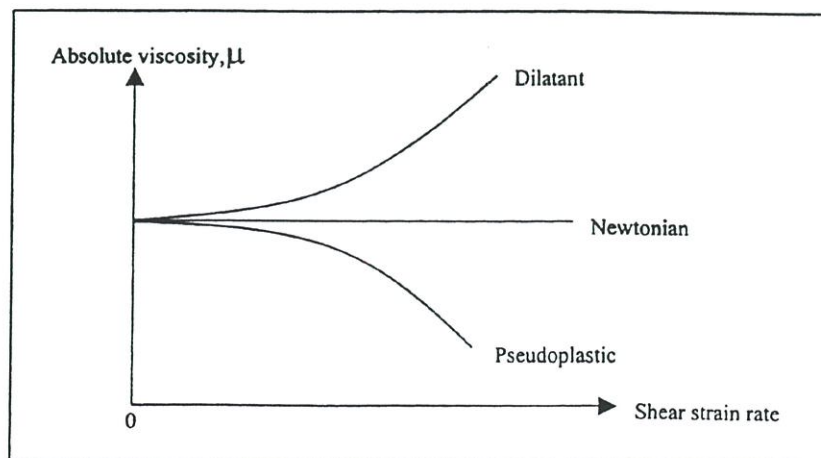 Absolute viscosity, μ
Dilatant
Newtonian
Pseudoplastic
0
Shear strain rate